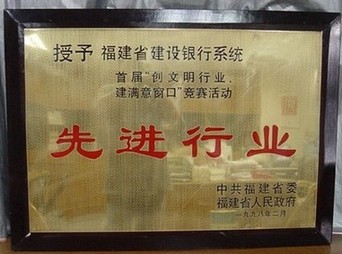 授予 福建省建设银行系统
首届"创文明行业、
建满意窗口"竞赛活动
先进行业
中共福建省委
福建省人民政府
一九九八年二月